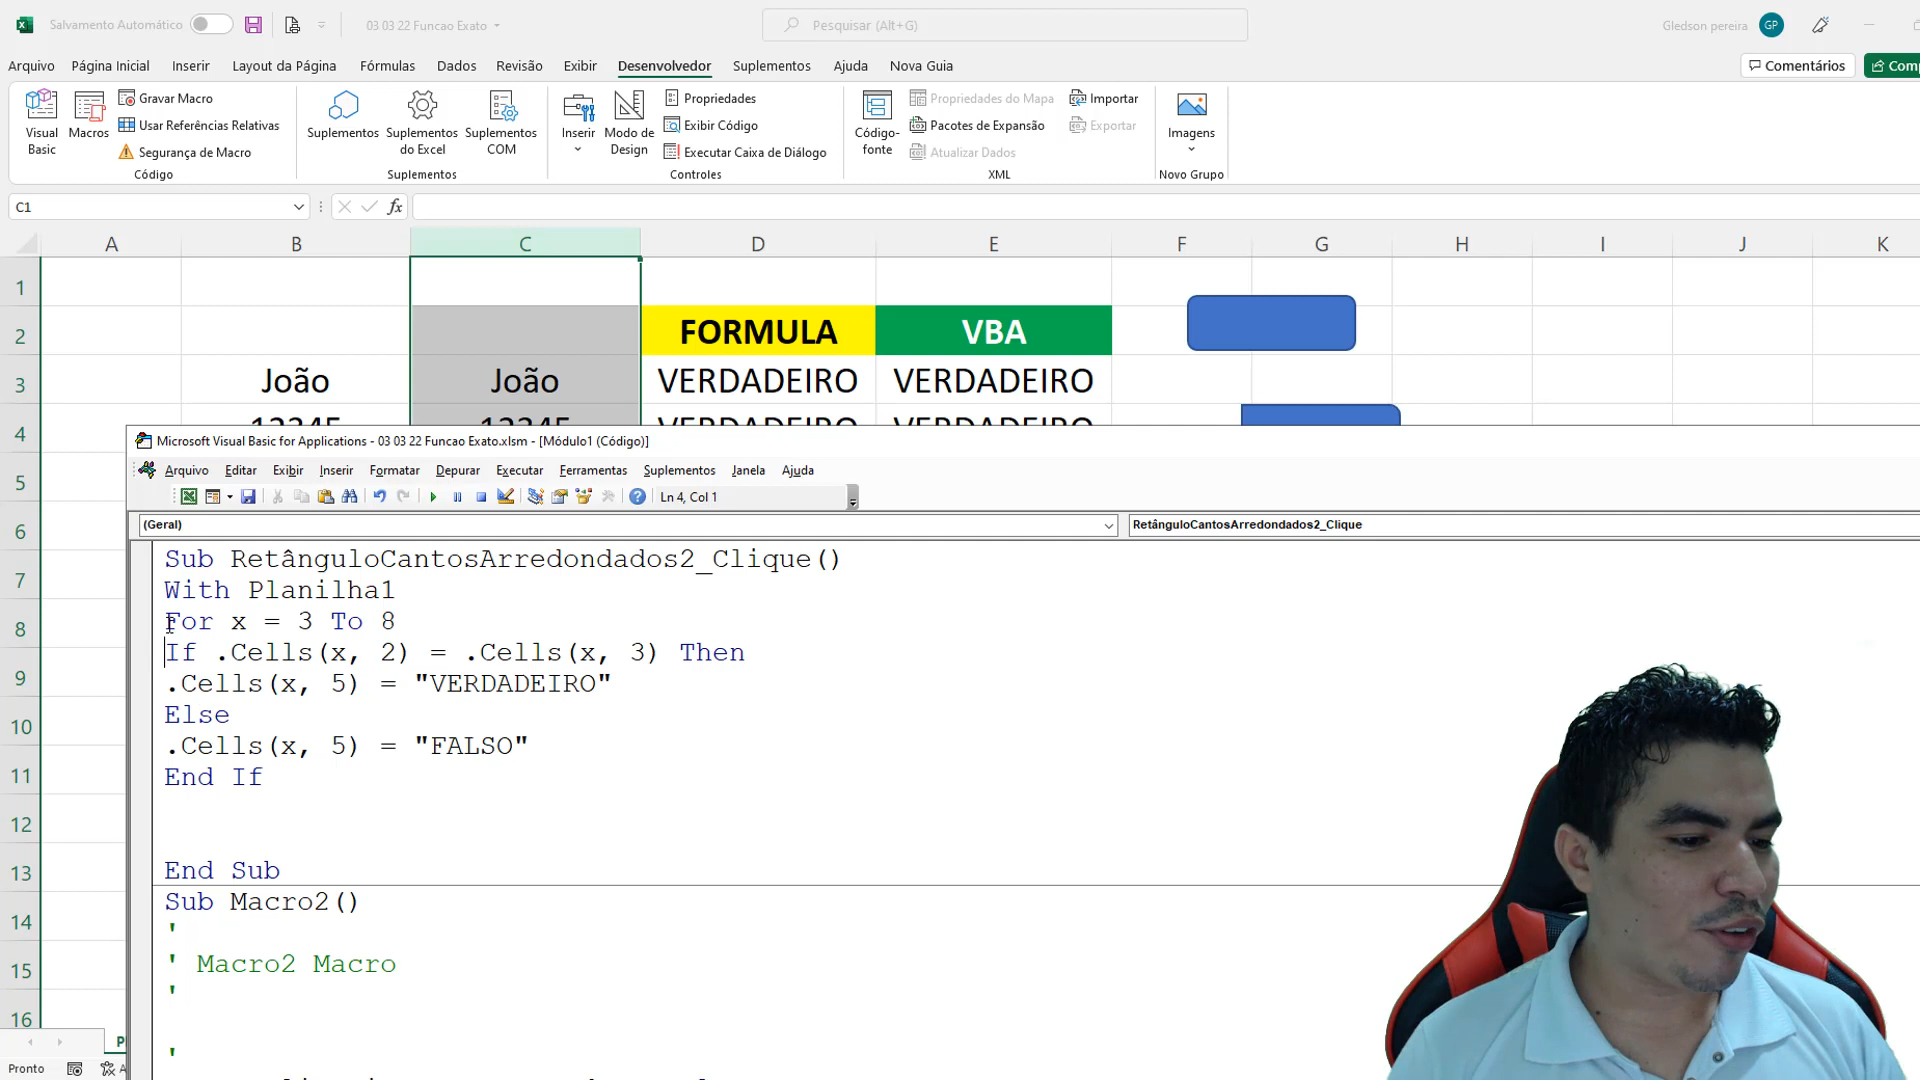 Salvamento Automático
03 03 22 Funcao Exato
Pesquisar (Alt+G)
Gledson pereira
GP
Arquivo
Página Inicial
Inserir
Layout da Página
Fórmulas
Dados
Revisão
Exibir
Desenvolvedor
Suplementos
Ajuda
Nova Guia
Comentários
Visual Basic
Macros
Gravar Macro
Usar Referências Relativas
Segurança de Macro
Código
Suplementos
Suplementos do Excel
Suplementos COM
Suplementos
Inserir
Modo de Design
Propriedades
Exibir Código
Executar Caixa de Diálogo
Controles
Código-fonte
Propriedades do Mapa
Pacotes de Expansão
Atualizar Dados
Importar
Exportar
XML
Imagens
Novo Grupo
C1
fx
A B C D E F G H I J K
1
2 FORMULA VBA
3 João João VERDADEIRO VERDADEIRO
4 12345 12345 VERDADEIRO VERDADEIRO
5
6
7
8
9
10
11
12
13
14
15
16
Microsoft Visual Basic for Applications - 03 03 22 Funcao Exato.xlsm - [Módulo1 (Código)]
Arquivo Editar Exibir Inserir Formatar Depurar Executar Ferramentas Suplementos Janela Ajuda
Ln 4, Col 1
(Geral)
RetânguloCantosArredondados2_Clique
Sub RetânguloCantosArredondados2_Clique()
With Planilha1
For x = 3 To 8
If .Cells(x, 2) = .Cells(x, 3) Then
.Cells(x, 5) = "VERDADEIRO"
Else
.Cells(x, 5) = "FALSO"
End If
End Sub
Sub Macro2()
'
' Macro2 Macro
'
'
Pronto